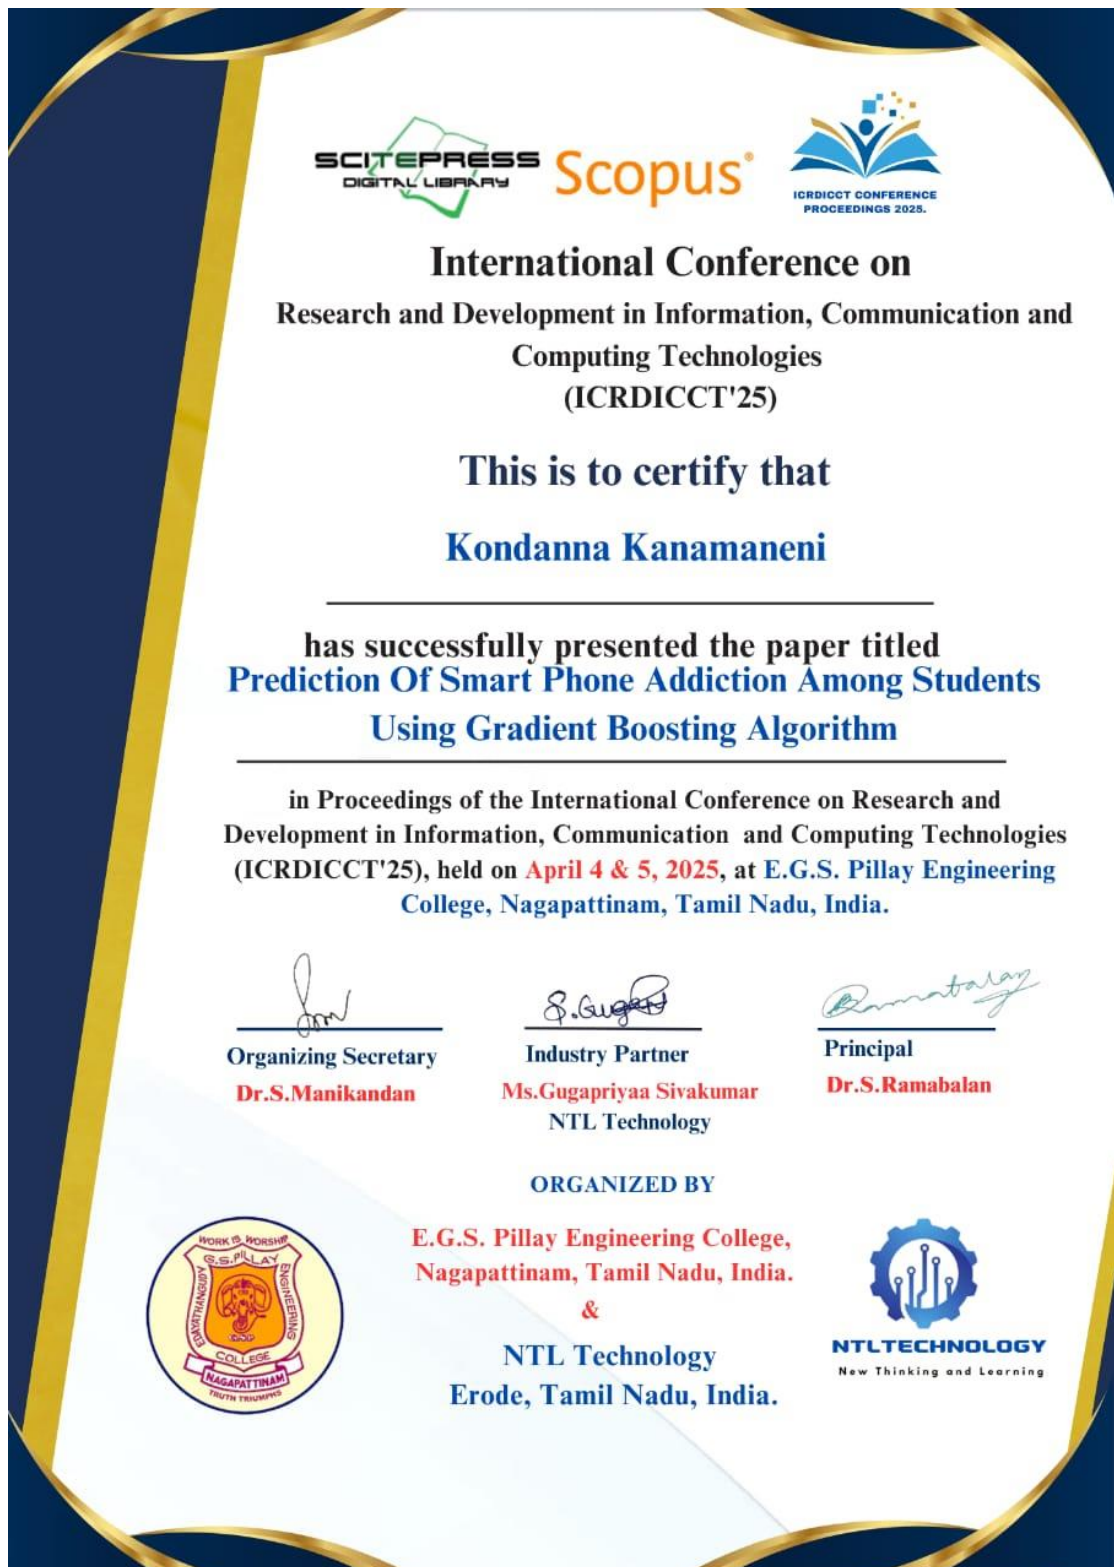 SCITEPRESS
DIGITAL LIBRARY
Scopus®
ICRDICCT CONFERENCE
PROCEEDINGS 2025.
International Conference on
Research and Development in Information, Communication and
Computing Technologies
(ICRDICCT'25)
This is to certify that
Kondanna Kanamaneni
has successfully presented the paper titled
Prediction Of Smart Phone Addiction Among Students
Using Gradient Boosting Algorithm
in Proceedings of the International Conference on Research and
Development in Information, Communication and Computing Technologies
(ICRDICCT'25), held on April 4 & 5, 2025, at E.G.S. Pillay Engineering
College, Nagapattinam, Tamil Nadu, India.
S.Guga
Ramabalan
Organizing Secretary
Dr.S.Manikandan
Industry Partner
Ms.Gugapriyaa Sivakumar
NTL Technology
Principal
Dr.S.Ramabalan
ORGANIZED BY
E.G.S. Pillay Engineering College,
Nagapattinam, Tamil Nadu, India.
&
NTL Technology
Erode, Tamil Nadu, India.
WORK IS WORSHIP
G.S.PILLAY
EDAYATHANGUDY
ENGINEERING
COLLEGE
NAGAPATTINAM
TRUTH TRIUMPHS
NTLTECHNOLOGY
New Thinking and Learning